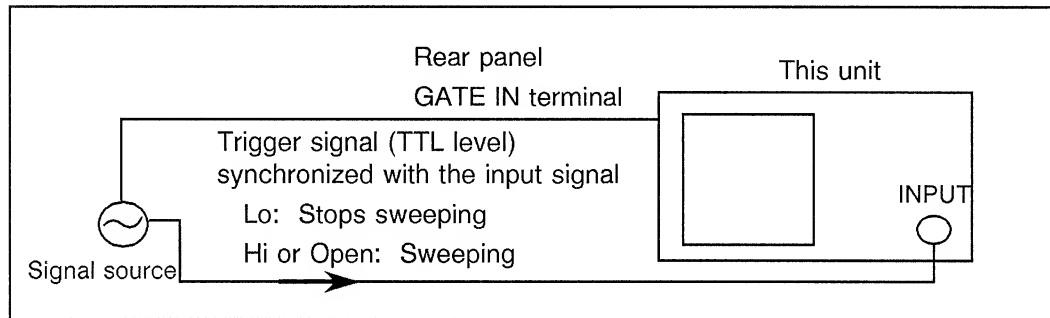 Rear panel
GATE IN terminal
This unit
Trigger signal (TTL level)
synchronized with the input signal
Lo: Stops sweeping
Hi or Open: Sweeping
INPUT
Signal source